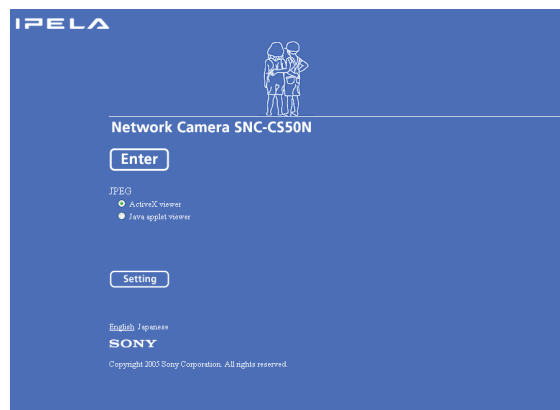 IPELA
Network Camera SNC-CS50N
Enter
JPEG
ActiveX viewer
Java applet viewer
Setting
English Japanese
SONY
Copyright 2005 Sony Corporation. All rights reserved.